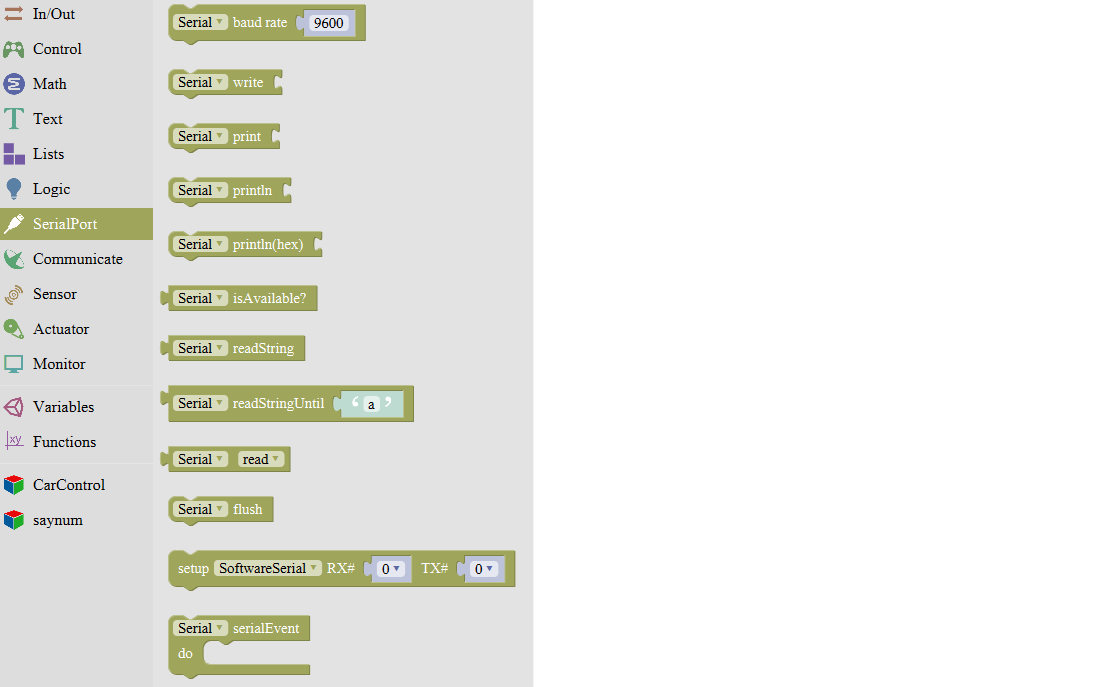 In/Out
Control
Math
Text
Lists
Logic
SerialPort
Communicate
Sensor
Actuator
Monitor
Variables
xy Functions
CarControl
saynum
Serial baud rate 9600
Serial write
Serial print
Serial println
Serial println(hex)
Serial isAvailable?
Serial readString
Serial readStringUntil ‘ a ’
Serial read
Serial flush
setup SoftwareSerial RX# 0 TX# 0
Serial serialEvent
do